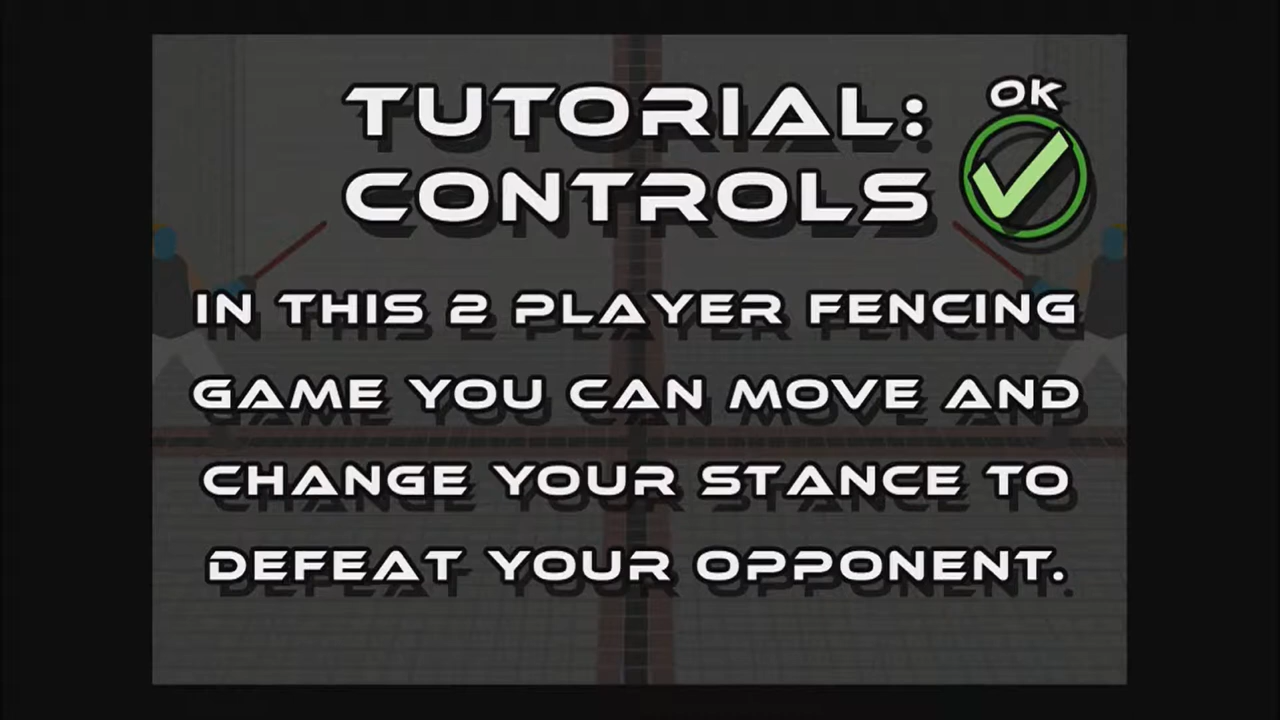 TUTORIAL:
CONTROLS
OK
IN THIS 2 PLAYER FENCING
GAME YOU CAN MOVE AND
CHANGE YOUR STANCE TO
DEFEAT YOUR OPPONENT.